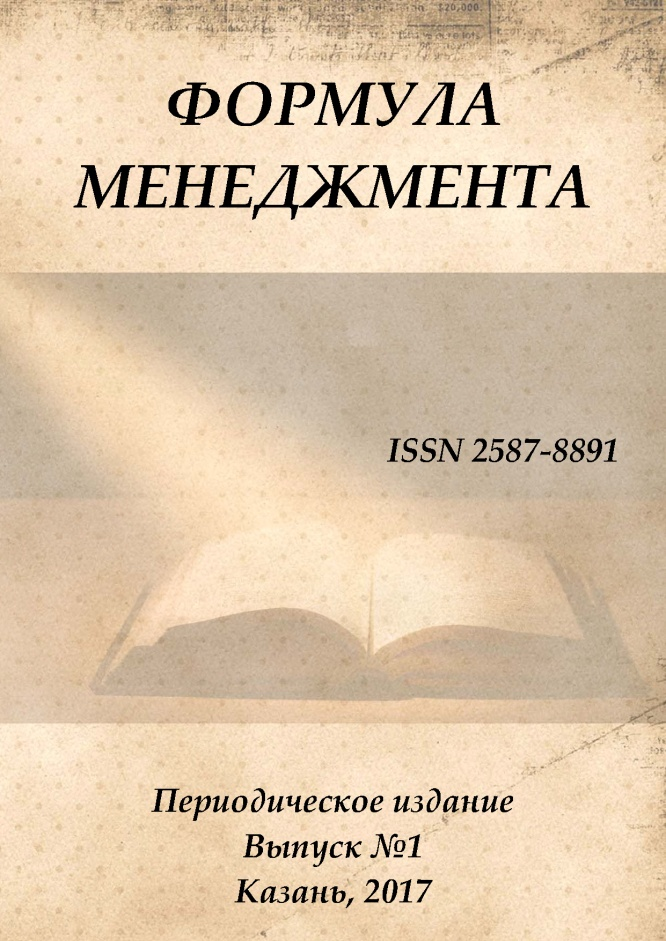 ФОРМУЛА
МЕНЕДЖМЕНТА
ISSN 2587-8891
Периодическое издание
Выпуск №1
Казань, 2017